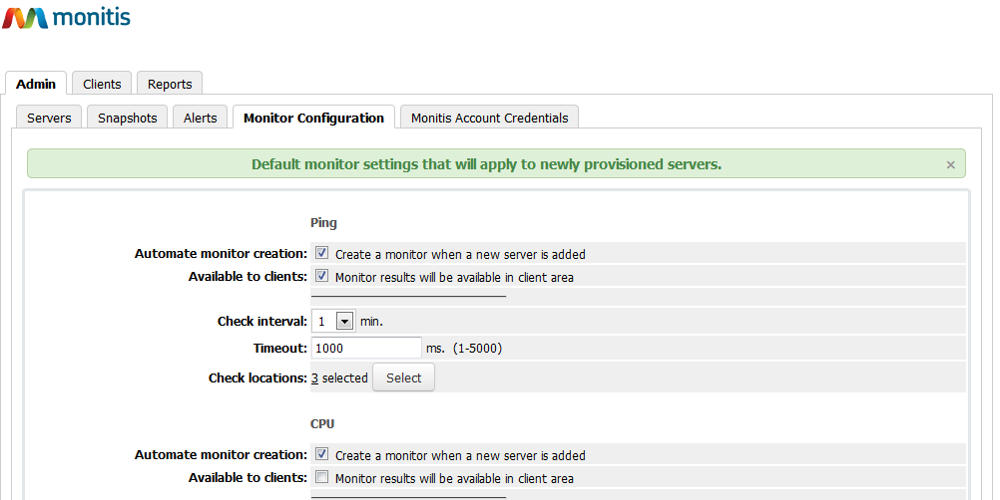 monitis
Admin Clients Reports
Servers Snapshots Alerts Monitor Configuration Monitis Account Credentials
Default monitor settings that will apply to newly provisioned servers. ×
Ping
Automate monitor creation: Create a monitor when a new server is added
Available to clients: Monitor results will be available in client area
Check interval: 1 min.
Timeout: 1000 ms. (1-5000)
Check locations: 3 selected Select
CPU
Automate monitor creation: Create a monitor when a new server is added
Available to clients: Monitor results will be available in client area